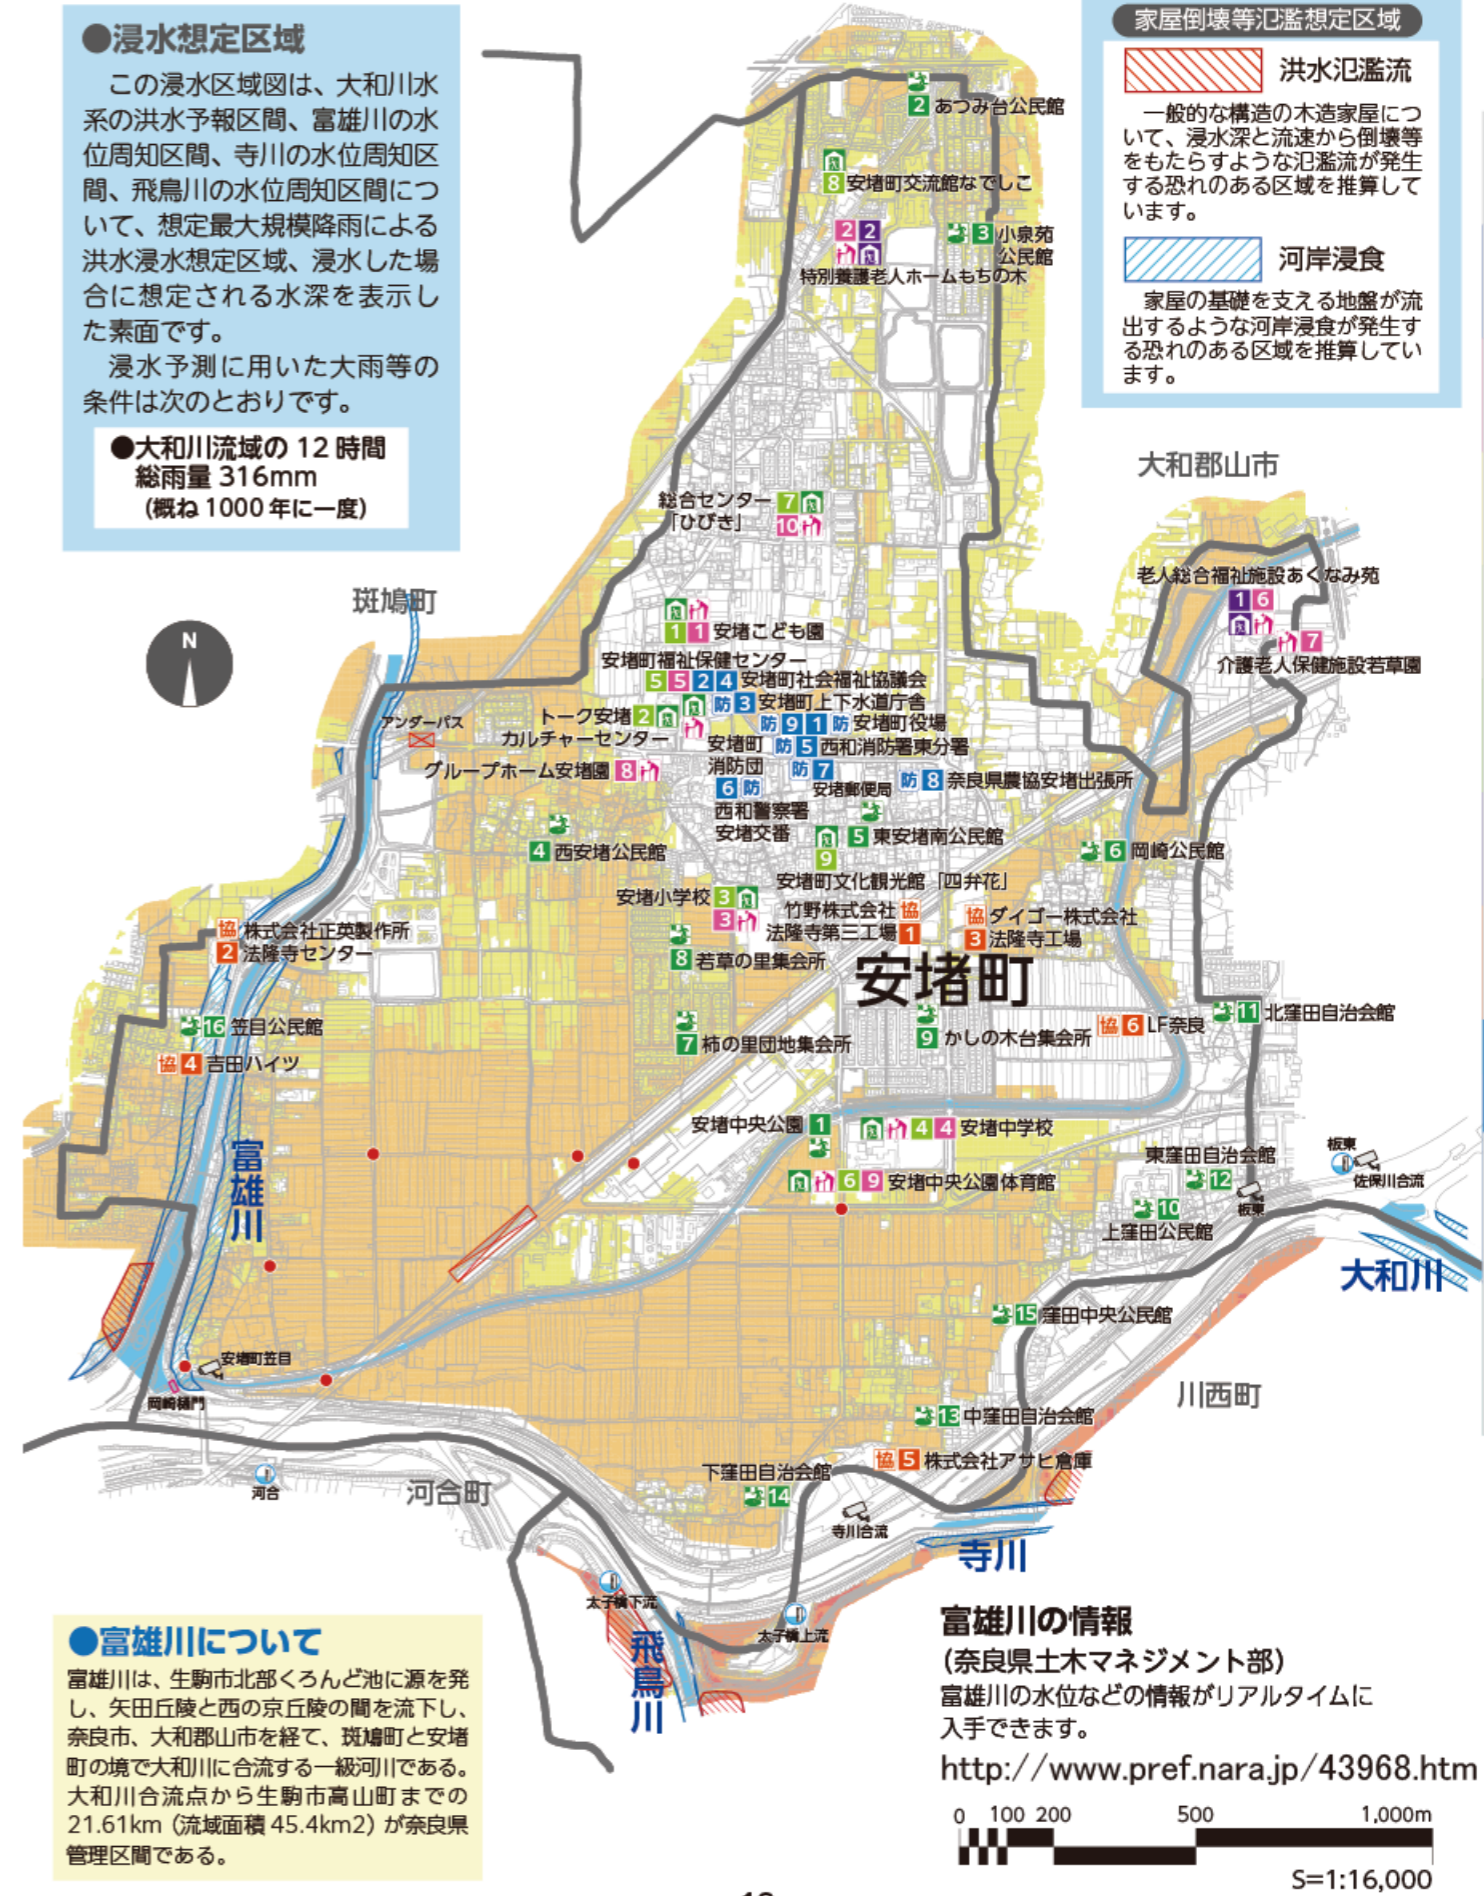 ●浸水想定区域
この浸水区域図は、大和川水
系の洪水予報区間、富雄川の水
位周知区間、寺川の水位周知区
間、飛鳥川の水位周知区間につ
いて、想定最大規模降雨による
洪水浸水想定区域、浸水した場
合に想定される水深を表示し
た素面です。
浸水予測に用いた大雨等の
条件は次のとおりです。
●大和川流域の 12 時間
総雨量 316mm
(概ね 1000 年に一度)
家屋倒壊等氾濫想定区域
洪水氾濫流
一般的な構造の木造家屋につ
いて、浸水深と流速から倒壊等
をもたらすような氾濫流が発生
する恐れのある区域を推算して
います。
河岸浸食
家屋の基礎を支える地盤が流
出するような河岸浸食が発生す
る恐れのある区域を推算してい
ます。
2 あつみ台公民館
8 安堵町交流館なでしこ
2 2
特別養護老人ホームもちの木
3 小泉苑
公民館
大和郡山市
総合センター 7
「ひびき」 10
斑鳩町
N
老人総合福祉施設あくなみ苑
1 6
7
介護老人保健施設若草園
1 1 安堵こども園
安堵町福祉保健センター
5 5 2 4 安堵町社会福祉協議会
防 3 安堵町上下水道庁舎
トーク安堵 2
カルチャーセンター
防 9 1 防 安堵町役場
アンダーパス
安堵町 防 5 西和消防署東分署
消防団
6 防
グループホーム安堵園 8
防 7
安堵郵便局
防 8 奈良県農協安堵出張所
西和警察署
安堵交番
4 西安堵公民館
5 東安堵南公民館
9
安堵町文化観光館「四弁花」
6 岡崎公民館
安堵小学校 3
3
竹野株式会社 協
法隆寺第三工場 1
協 ダイゴー株式会社
3 法隆寺工場
協 株式会社正英製作所
2 法隆寺センター
8 若草の里集会所
安堵町
16 笠目公民館
協 4 吉田ハイツ
7 柿の里団地集会所
9 かしの木台集会所
協 6 LF奈良
11 北窪田自治会館
安堵中央公園 1
4 4 安堵中学校
富雄川
6 9 安堵中央公園体育館
東窪田自治会館
12
板東
佐保川合流
板東
10
上窪田公民館
大和川
15 窪田中央公民館
安堵町笠目
岡崎樋門
川西町
13 中窪田自治会館
協 5 株式会社アサヒ倉庫
下窪田自治会館
14
河合
河合町
寺川合流
寺川
太子橋下流
太子橋上流
飛鳥川
●富雄川について
富雄川は、生駒市北部くろんど池に源を発
し、矢田丘陵と西の京丘陵の間を流下し、
奈良市、大和郡山市を経て、斑鳩町と安堵
町の境で大和川に合流する一級河川である。
大和川合流点から生駒市高山町までの
21.61km（流域面積 45.4km2）が奈良県
管理区間である。
富雄川の情報
（奈良県土木マネジメント部）
富雄川の水位などの情報がリアルタイムに
入手できます。
http://www.pref.nara.jp/43968.htm
0 100 200 500 1,000m
S=1:16,000